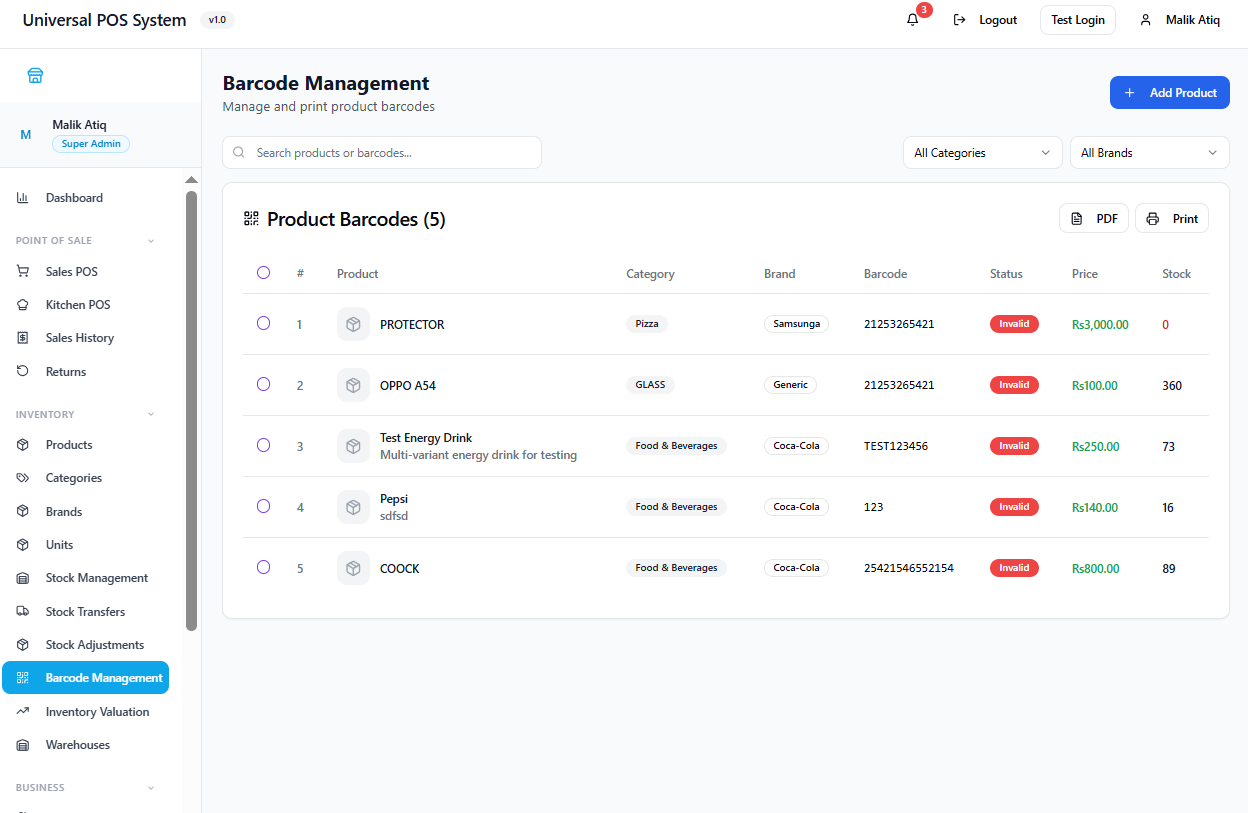 Universal POS System v1.0
3
Logout
Test Login
Malik Atiq
M
Malik Atiq
Super Admin
Dashboard
POINT OF SALE
Sales POS
Kitchen POS
Sales History
Returns
INVENTORY
Products
Categories
Brands
Units
Stock Management
Stock Transfers
Stock Adjustments
Barcode Management
Inventory Valuation
Warehouses
BUSINESS
Barcode Management
Manage and print product barcodes
+ Add Product
Search products or barcodes...
All Categories
All Brands
Product Barcodes (5)
PDF
Print
# Product Category Brand Barcode Status Price Stock
1 PROTECTOR Pizza Samsunga 21253265421 Invalid Rs3,000.00 0
2 OPPO A54 GLASS Generic 21253265421 Invalid Rs100.00 360
3 Test Energy Drink Food & Beverages Coca-Cola TEST123456 Invalid Rs250.00 73
Multi-variant energy drink for testing
4 Pepsi Food & Beverages Coca-Cola 123 Invalid Rs140.00 16
sdfsd
5 COOCK Food & Beverages Coca-Cola 25421546552154 Invalid Rs800.00 89